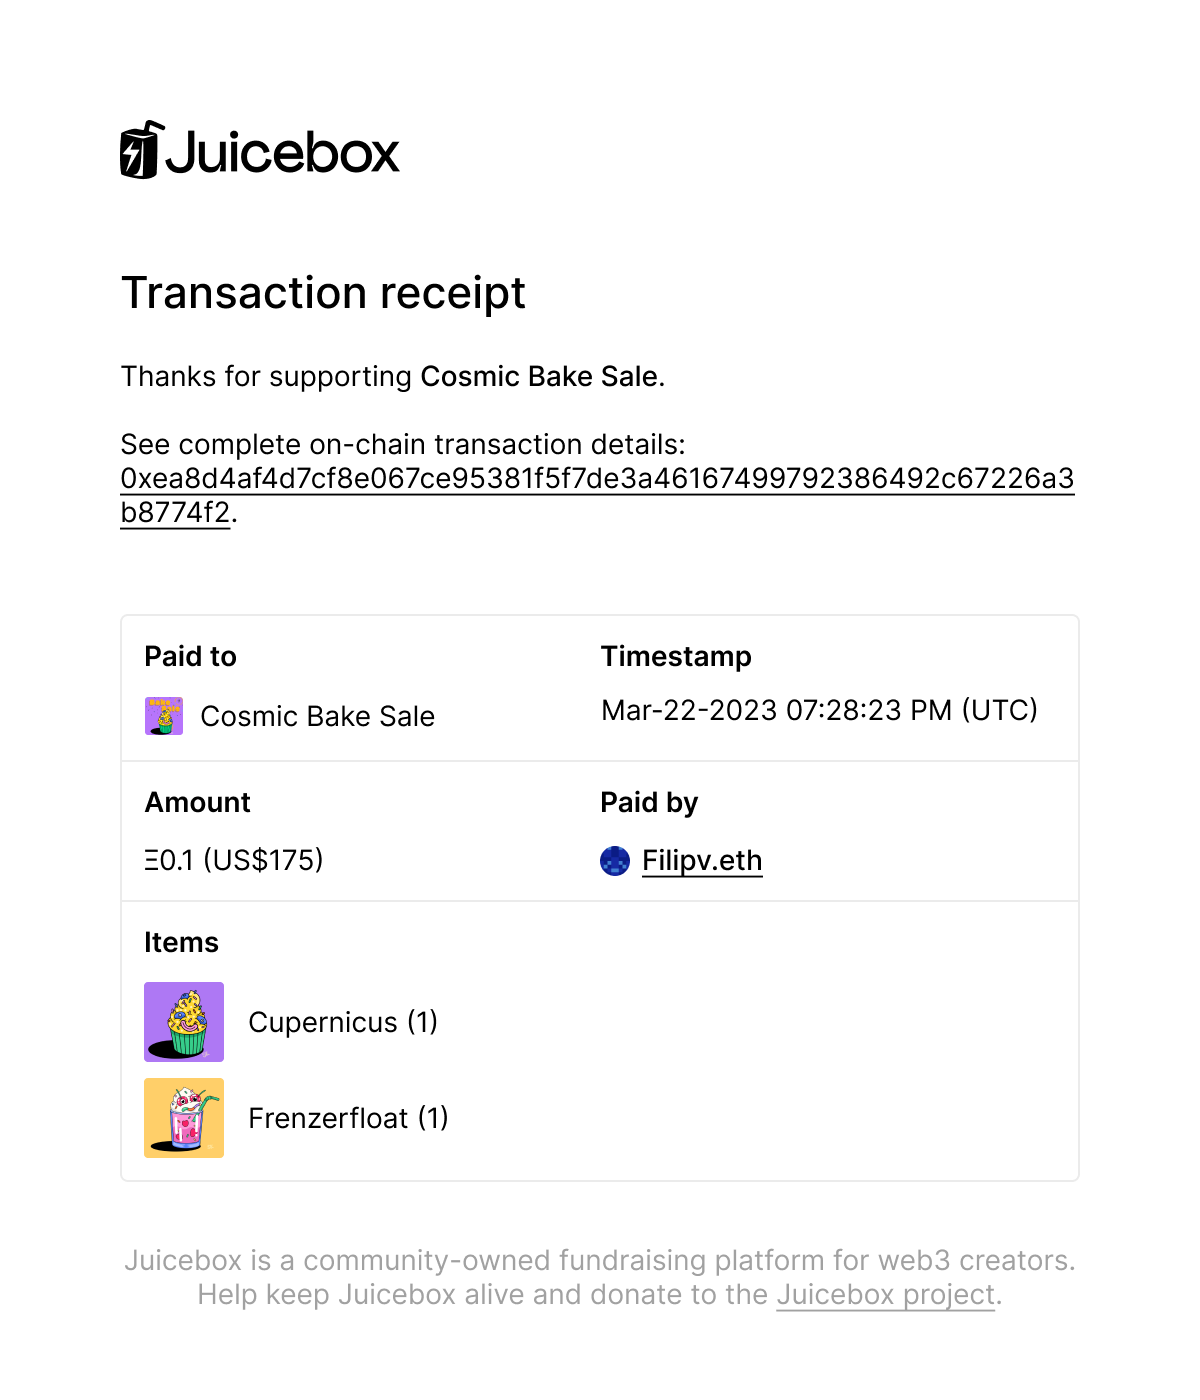 Juicebox
Transaction receipt
Thanks for supporting Cosmic Bake Sale.
See complete on-chain transaction details:
0xea8d4af4d7cf8e067ce95381f5f7de3a46167499792386492c67226a3
b8774f2.
Paid to
Cosmic Bake Sale
Timestamp
Mar-22-2023 07:28:23 PM (UTC)
Amount
Ξ0.1 (US$175)
Paid by
Filipv.eth
Items
Cupernicus (1)
Frenzerfloat (1)
Juicebox is a community-owned fundraising platform for web3 creators.
Help keep Juicebox alive and donate to the Juicebox project.